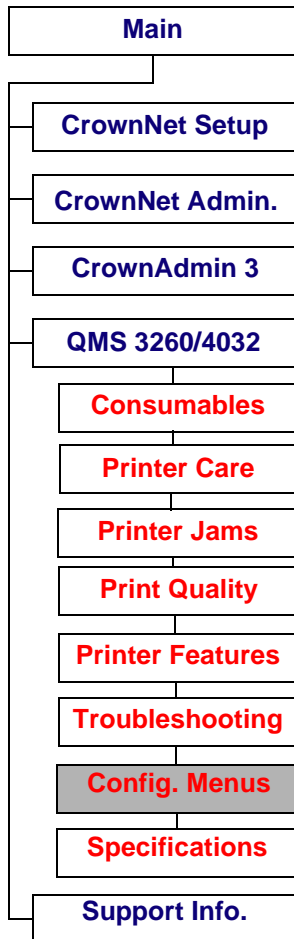 Main
CrownNet Setup
CrownNet Admin.
CrownAdmin 3
QMS 3260/4032
Consumables
Printer Care
Printer Jams
Print Quality
Printer Features
Troubleshooting
Config. Menus
Specifications
Support Info.